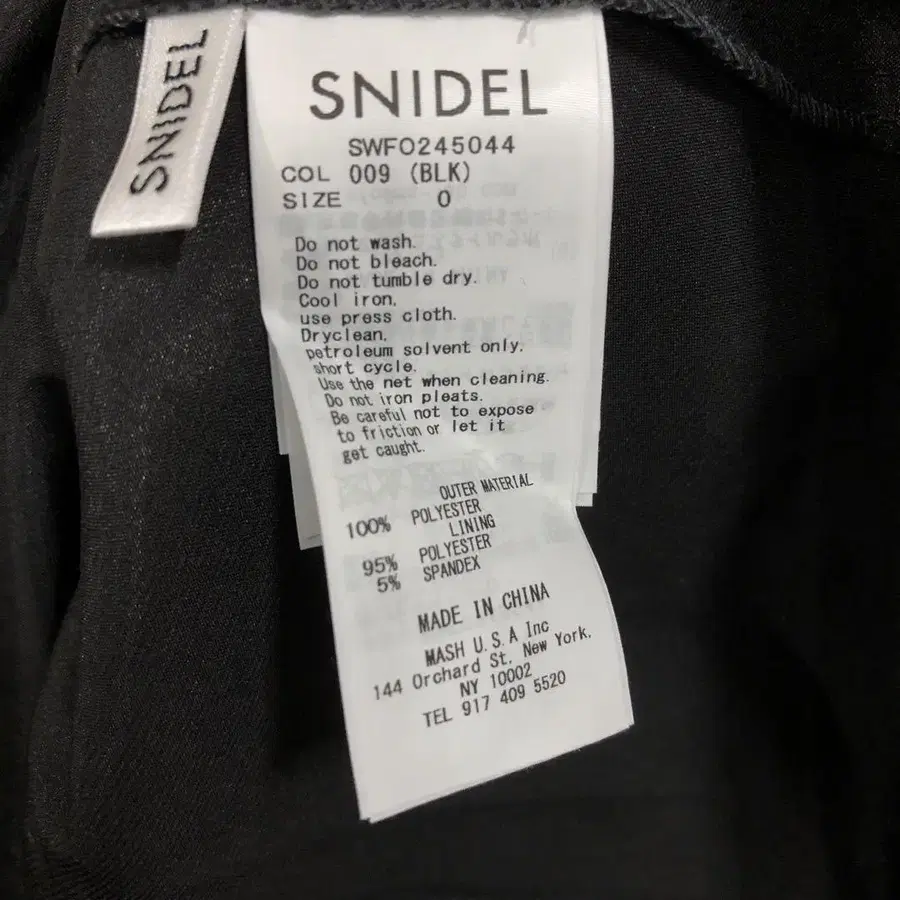 SNIDEL
SNIDEL
SWFO245044
COL 009 (BLK)
SIZE 0
Do not wash.
Do not bleach.
Do not tumble dry.
Cool iron,
use press cloth.
Dryclean,
petroleum solvent only.
short cycle.
Use the net when cleaning.
Do not iron pleats.
Be careful not to expose
to friction or let it
get caught.
OUTER MATERIAL
100% POLYESTER
LINING
95% POLYESTER
5% SPANDEX
MADE IN CHINA
MASH U.S.A Inc
144 Orchard St. New York,
NY 10002
TEL 917 409 5520